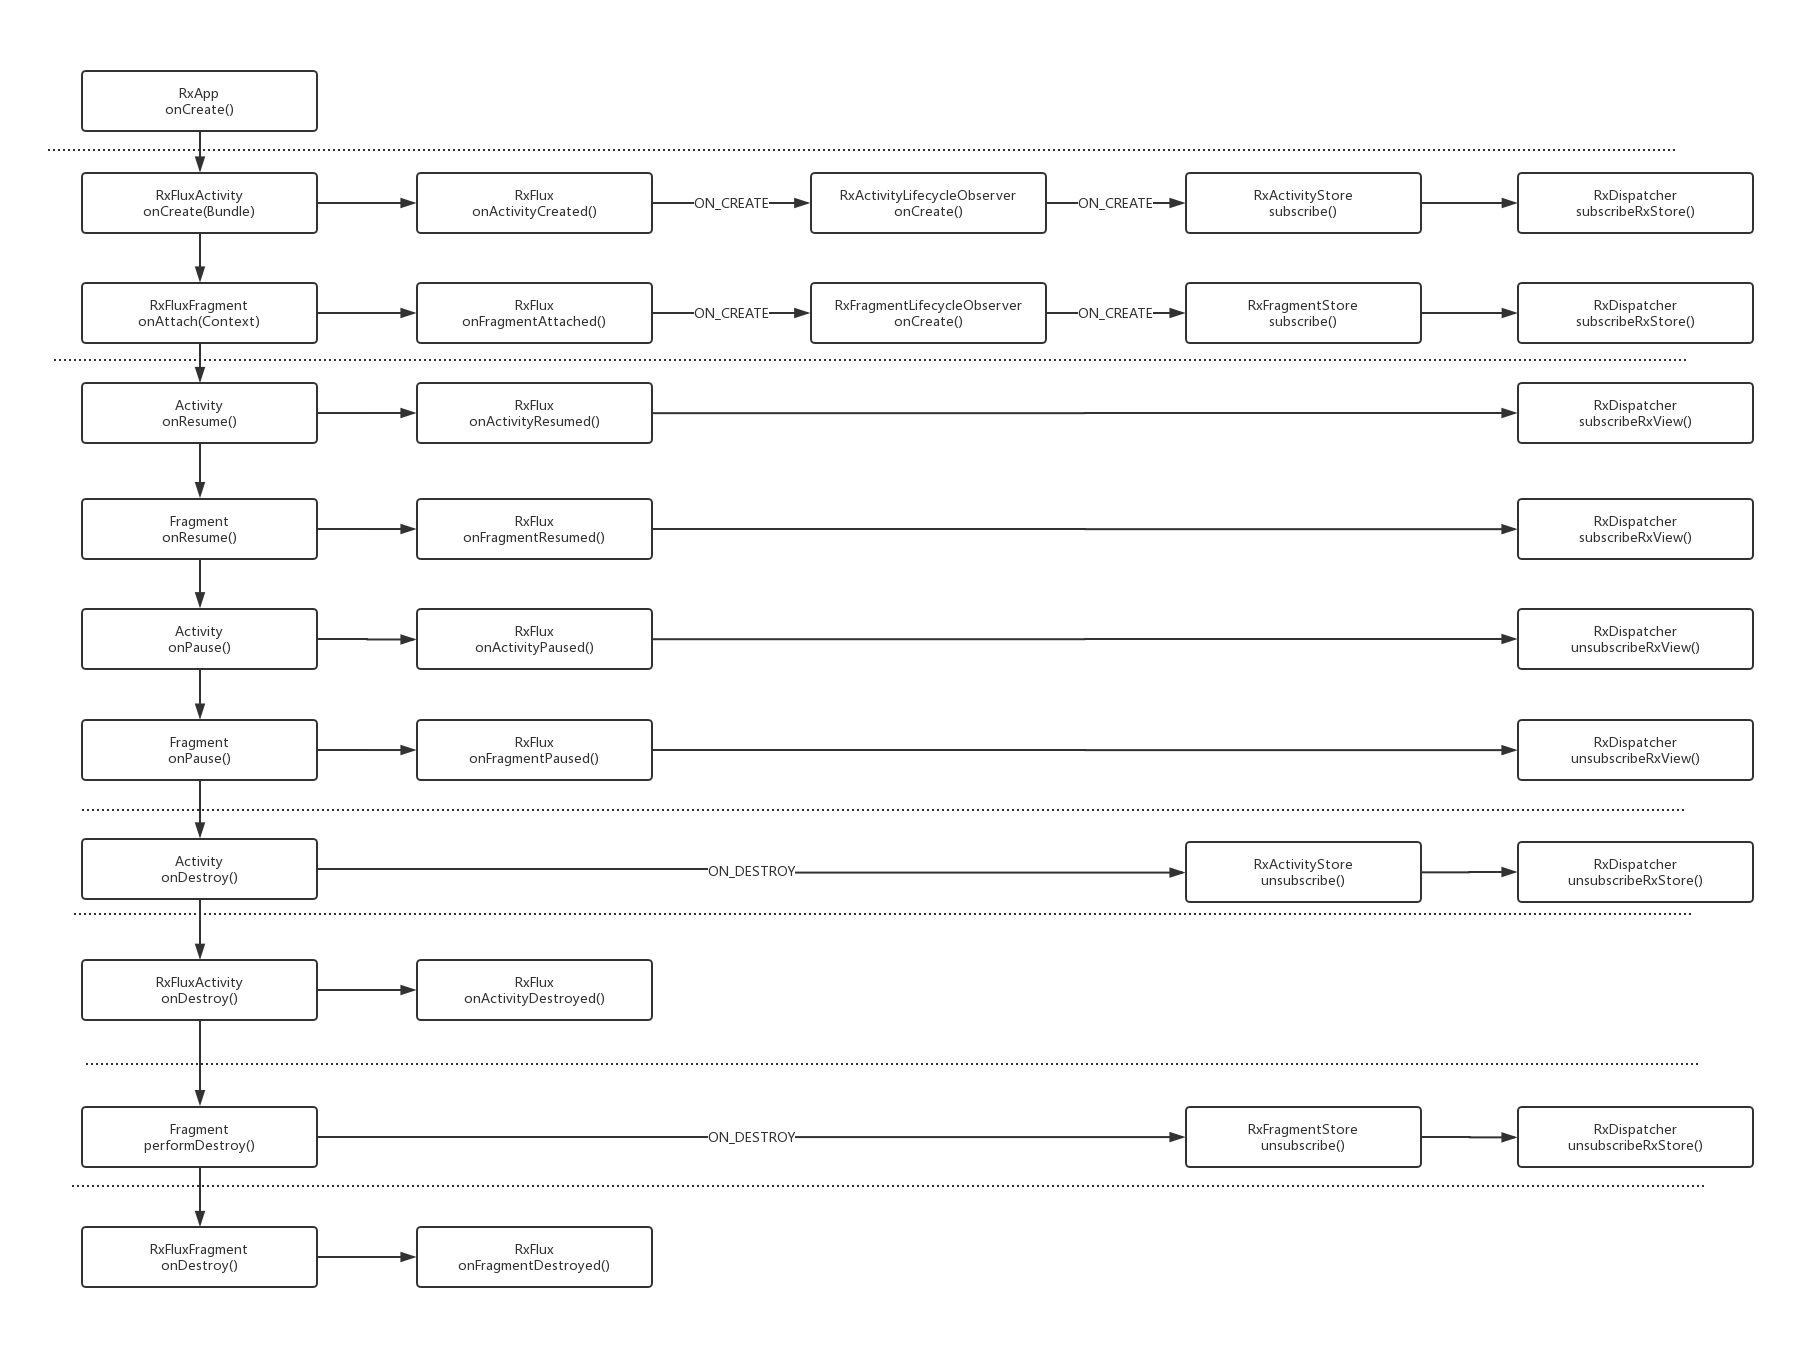 RxApp
onCreate()
RxFluxActivity
onCreate(Bundle)
RxFlux
onActivityCreated()
ON_CREATE
RxActivityLifecycleObserver
onCreate()
ON_CREATE
RxActivityStore
subscribe()
RxDispatcher
subscribeRxStore()
RxFluxFragment
onAttach(Context)
RxFlux
onFragmentAttached()
ON_CREATE
RxFragmentLifecycleObserver
onCreate()
ON_CREATE
RxFragmentStore
subscribe()
RxDispatcher
subscribeRxStore()
Activity
onResume()
RxFlux
onActivityResumed()
RxDispatcher
subscribeRxView()
Fragment
onResume()
RxFlux
onFragmentResumed()
RxDispatcher
subscribeRxView()
Activity
onPause()
RxFlux
onActivityPaused()
RxDispatcher
unsubscribeRxView()
Fragment
onPause()
RxFlux
onFragmentPaused()
RxDispatcher
unsubscribeRxView()
Activity
onDestroy()
ON_DESTROY
RxActivityStore
unsubscribe()
RxDispatcher
unsubscribeRxStore()
RxFluxActivity
onDestroy()
RxFlux
onActivityDestroyed()
Fragment
performDestroy()
ON_DESTROY
RxFragmentStore
unsubscribe()
RxDispatcher
unsubscribeRxStore()
RxFluxFragment
onDestroy()
RxFlux
onFragmentDestroyed()